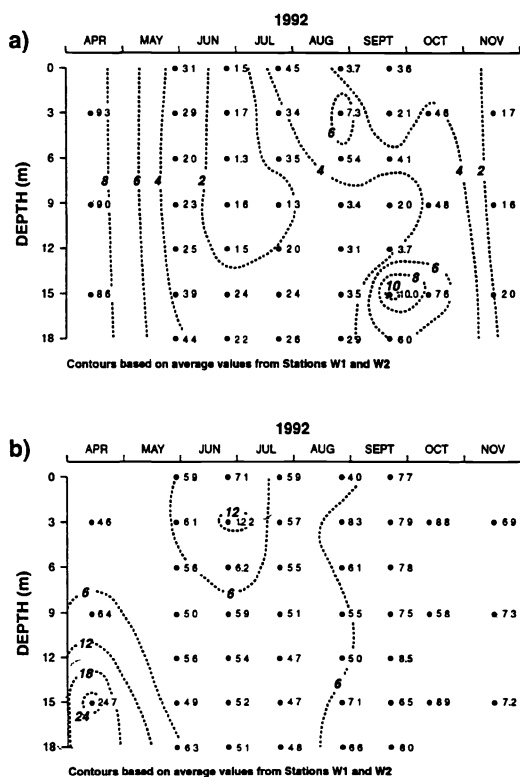 1992
a)
APR MAY JUN JUL AUG SEPT OCT NOV
0 3.1 1.5 4.5 3.7 3.6
3 9.3 2.9 1.7 3.4 7.3 2.1 4.6 1.7
6
6 2.0 1.3 3.5 5.4 4.1
8 6 4 2 4 4 2
9 9.0 2.3 1.6 1.3 3.4 2.0 4.8 1.6
12 2.5 1.5 2.0 3.1 3.7
6
8
10
15 8.6 3.9 2.4 2.4 3.5 10.0 7.6 2.0
18 4.4 2.2 2.6 2.9 6.0
DEPTH (m)
Contours based on average values from Stations W1 and W2
1992
b)
APR MAY JUN JUL AUG SEPT OCT NOV
0 5.9 7.1 5.9 4.0 7.7
12
3 4.6 6.1 12.2 5.7 8.3 7.9 8.8 6.9
6 5.6 6.2 5.5 6.1 7.8
6 6
9 6.4 5.0 5.9 5.1 5.5 7.5 5.8 7.3
12
12 5.6 5.4 4.7 5.0 8.5
18 6
15 24.7 4.9 5.2 4.7 7.1 6.5 8.9 7.2
24
18 6.3 5.1 4.8 6.6 6.0
DEPTH (m)
Contours based on average values from Stations W1 and W2